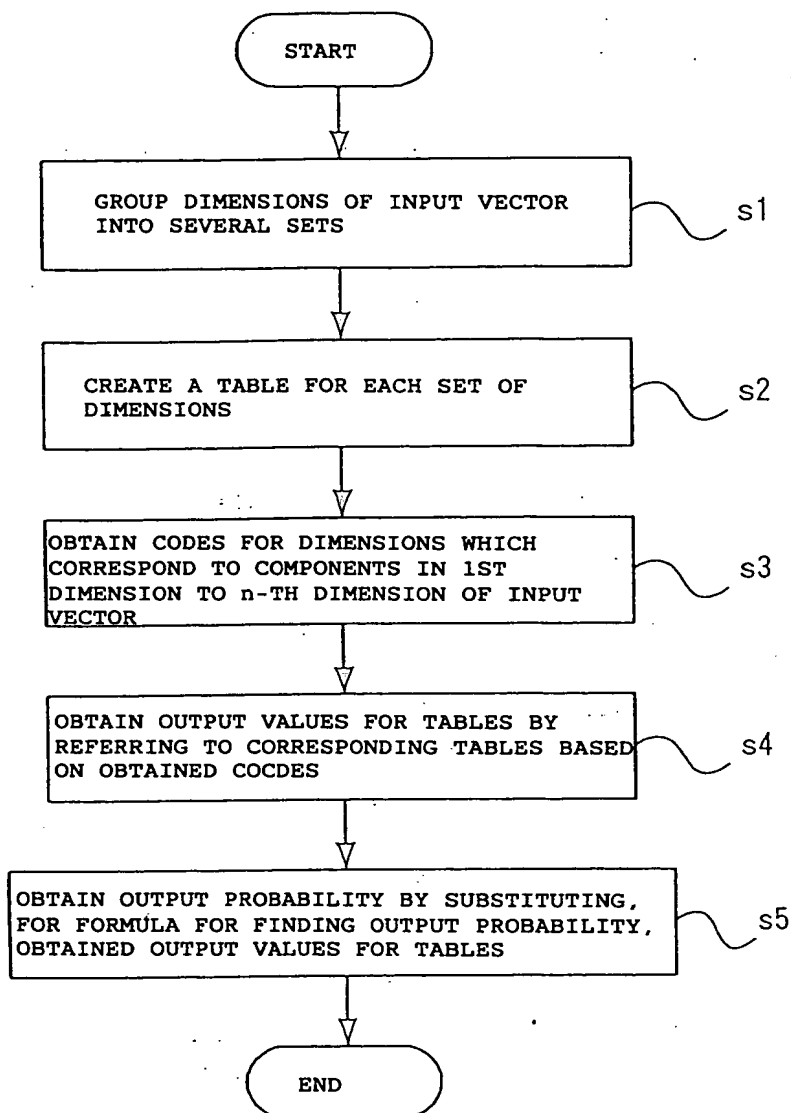 START
GROUP DIMENSIONS OF INPUT VECTOR
INTO SEVERAL SETS
s1
CREATE A TABLE FOR EACH SET OF
DIMENSIONS
s2
OBTAIN CODES FOR DIMENSIONS WHICH
CORRESPOND TO COMPONENTS IN 1ST
DIMENSION TO n-TH DIMENSION OF INPUT
VECTOR
s3
OBTAIN OUTPUT VALUES FOR TABLES BY
REFERRING TO CORRESPONDING TABLES BASED
ON OBTAINED COCDES
s4
OBTAIN OUTPUT PROBABILITY BY SUBSTITUTING,
FOR FORMULA FOR FINDING OUTPUT PROBABILITY,
OBTAINED OUTPUT VALUES FOR TABLES
s5
END